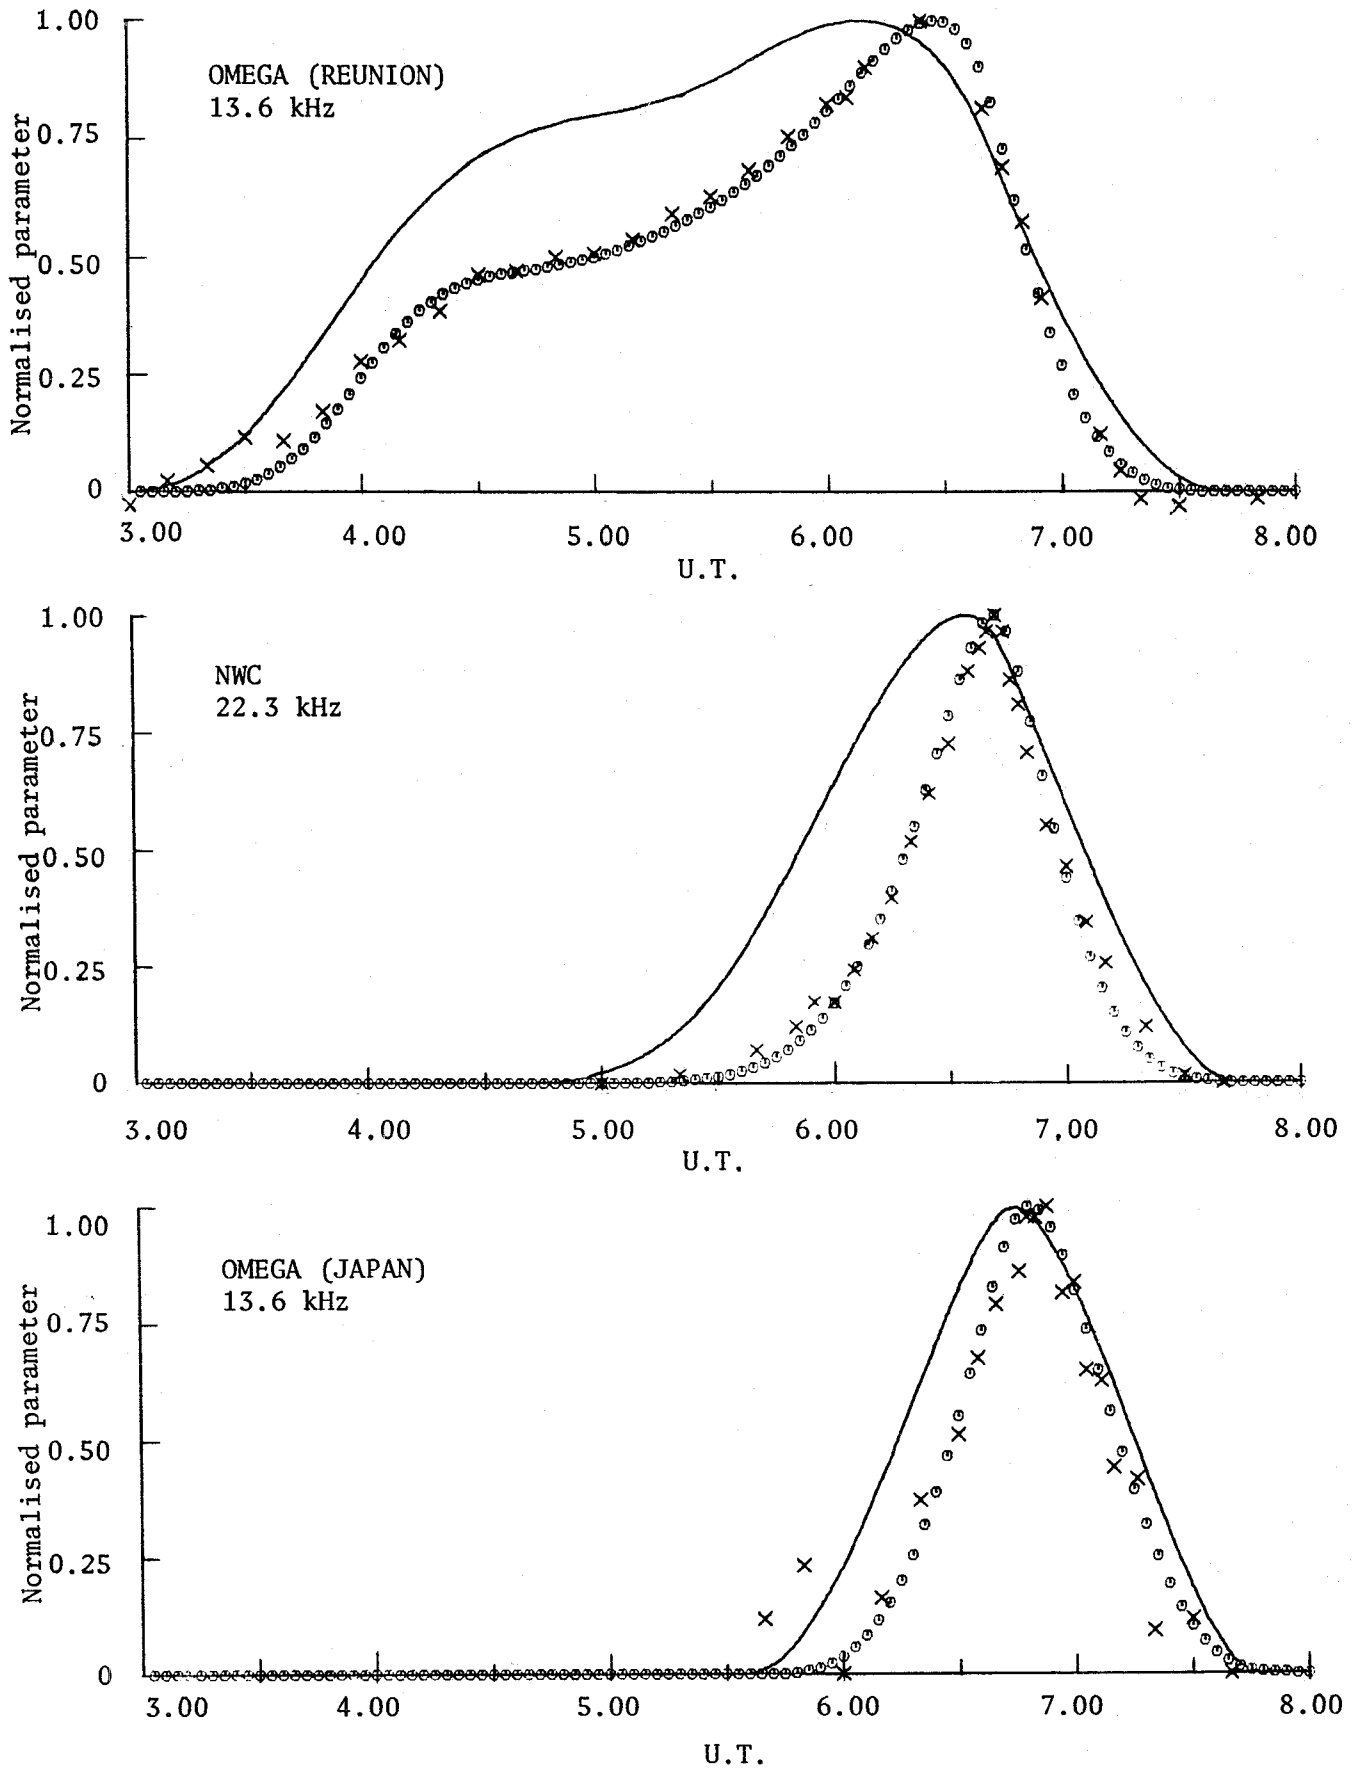 1.00
OMEGA (REUNION)
13.6 kHz
0.75
0.50
0.25
0
Normalised parameter
3.00 4.00 5.00 6.00 7.00 8.00
U.T.
1.00
NWC
22.3 kHz
0.75
0.50
0.25
0
Normalised parameter
3.00 4.00 5.00 6.00 7.00 8.00
U.T.
1.00
OMEGA (JAPAN)
13.6 kHz
0.75
0.50
0.25
0
Normalised parameter
3.00 4.00 5.00 6.00 7.00 8.00
U.T.